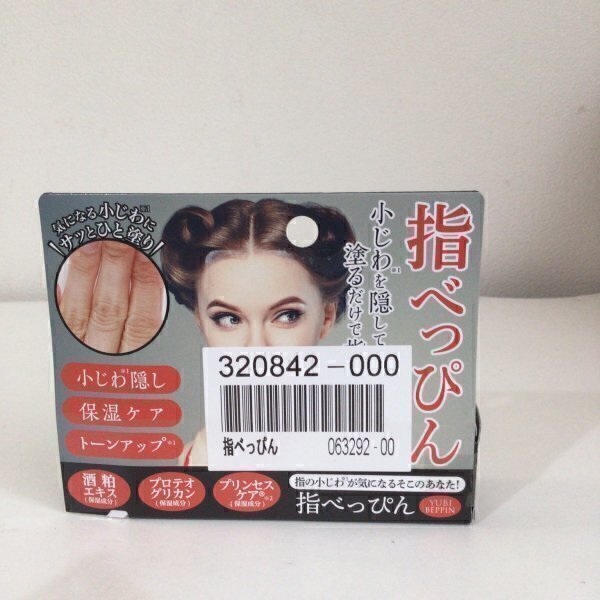 気になる小じわに※1
サッとひと塗り
指べっぴん
小じわ※1を隠して
塗るだけで指
小じわ※1隠し
保湿ケア
トーンアップ※1
320842-000
指べっぴん 063292-00
酒粕
エキス
(保湿成分)
プロテオ
グリカン
(保湿成分)
プリンセス
ケア®※2
(保湿成分)
指の小じわ※1が気になるそこのあなた!
指べっぴん
YUBI
BEPPIN